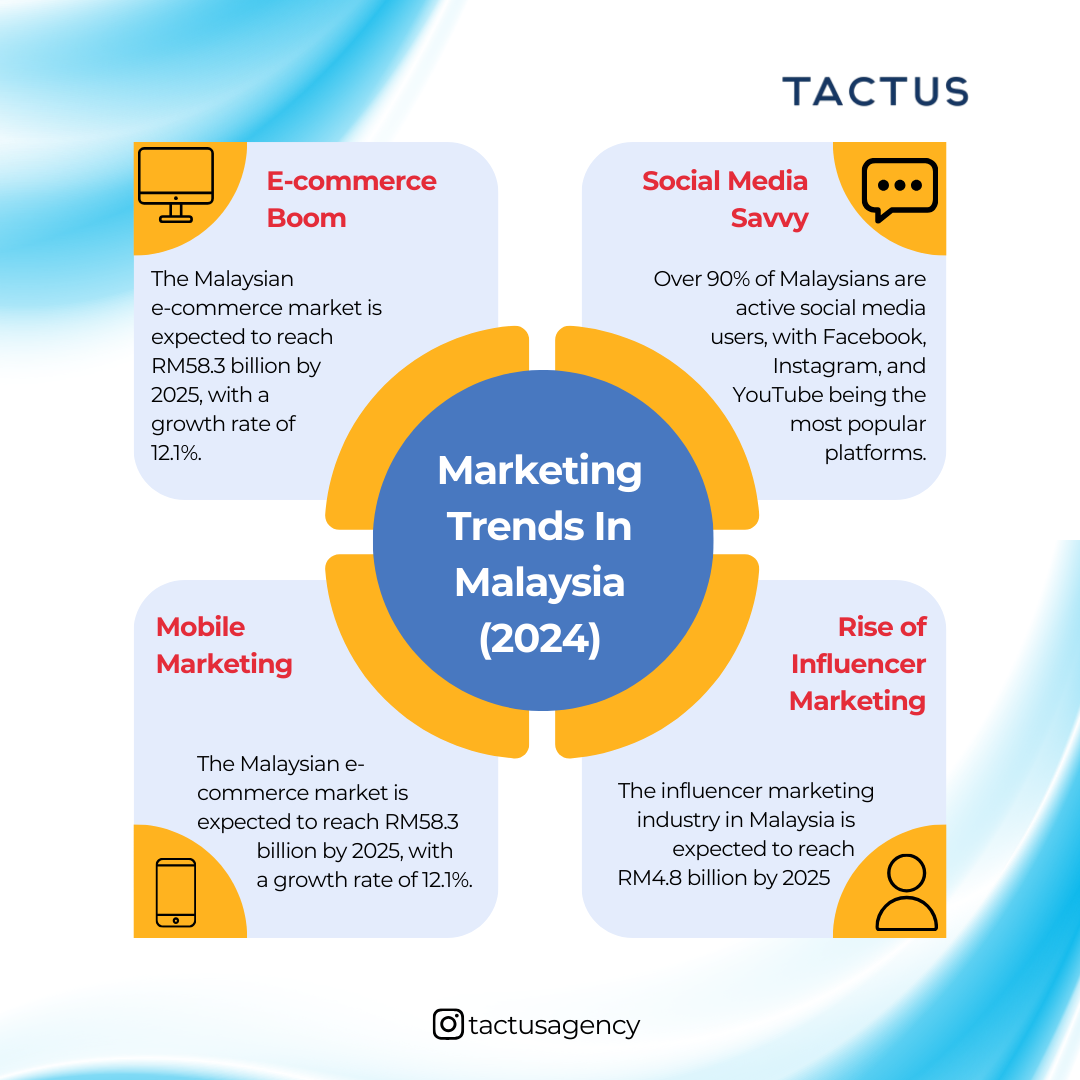 TACTUS
E-commerce
Boom
The Malaysian
e-commerce market is
expected to reach
RM58.3 billion by
2025, with a
growth rate of
12.1%.
Social Media
Savvy
Over 90% of Malaysians are
active social media
users, with Facebook,
Instagram, and
YouTube being the
most popular
platforms.
Marketing
Trends In
Malaysia
(2024)
Mobile
Marketing
The Malaysian e-
commerce market is
expected to reach RM58.3
billion by 2025, with
a growth rate of 12.1%.
Rise of
Influencer
Marketing
The influencer marketing
industry in Malaysia is
expected to reach
RM4.8 billion by 2025
tactusagency